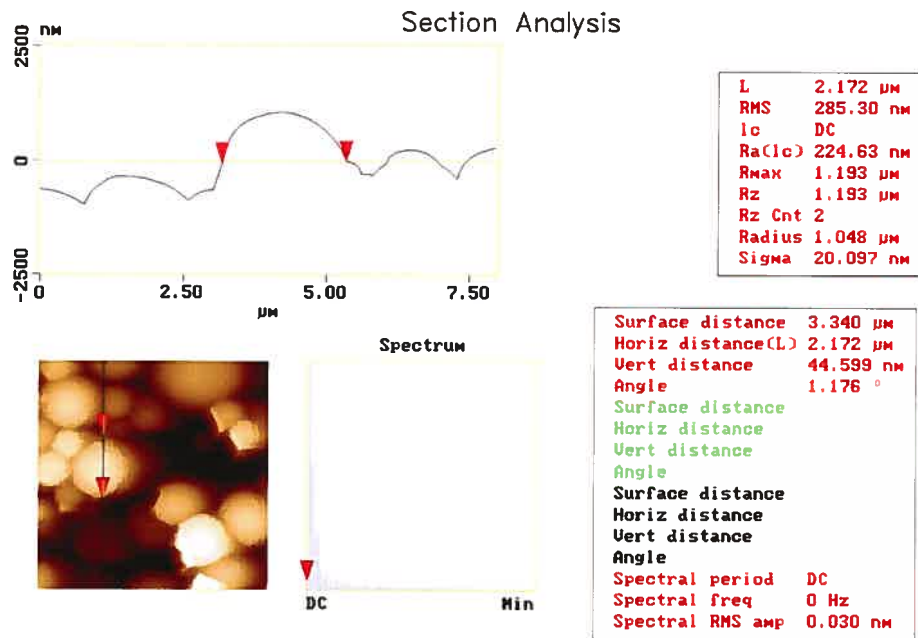 Section Analysis
nM
2500
0
-2500
0 2.50 5.00 7.50
µM
L 2.172 µM
RMS 285.30 nM
lc DC
Ra(lc) 224.63 nM
Rmax 1.193 µM
Rz 1.193 µM
Rz Cnt 2
Radius 1.048 µM
Sigma 20.097 nM
Surface distance 3.340 µM
Horiz distance(L) 2.172 µM
Vert distance 44.599 nM
Angle 1.176 °
Surface distance
Horiz distance
Vert distance
Angle
Surface distance
Horiz distance
Vert distance
Angle
Spectral period DC
Spectral freq 0 Hz
Spectral RMS amp 0.030 nM
Spectrum
DC Min